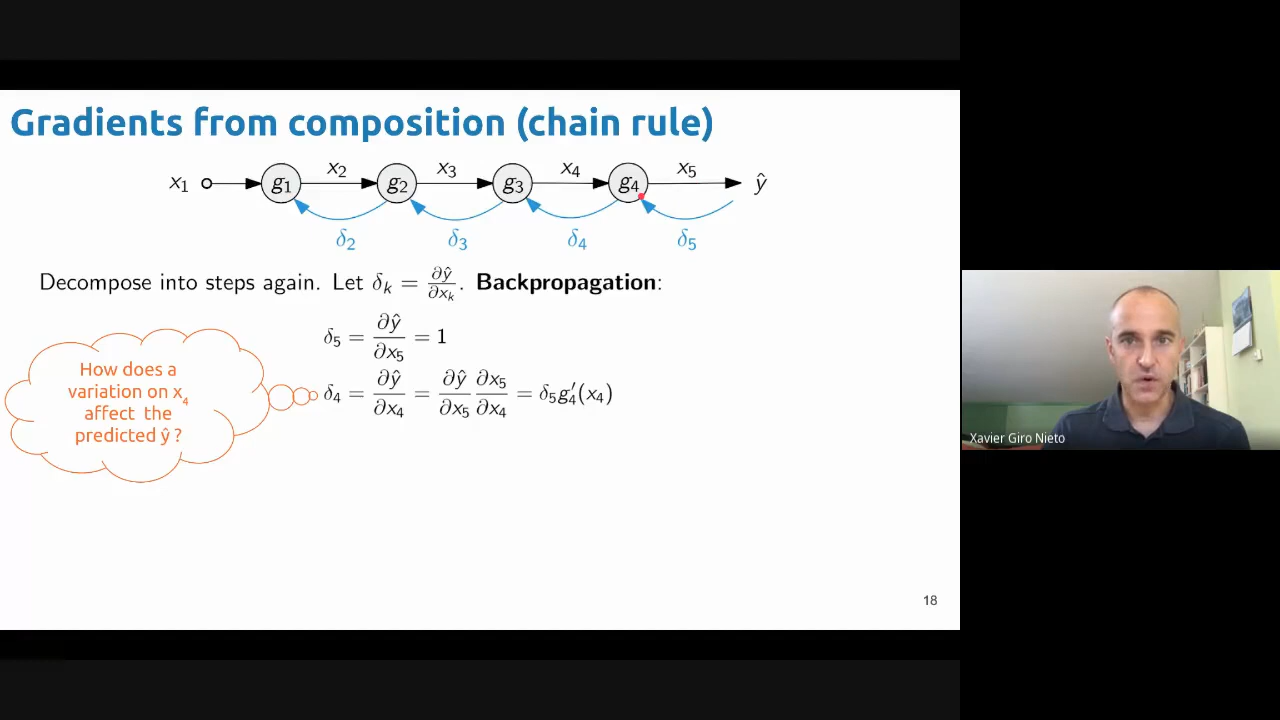 Gradients from composition (chain rule)
x₁ g₁ x₂ g₂ x₃ g₃ x₄ g₄ x₅ ŷ
δ₂ δ₃ δ₄ δ₅
Decompose into steps again. Let δₖ = ∂ŷ/∂xₖ. Backpropagation:
δ₅ = ∂ŷ/∂x₅ = 1
δ₄ = ∂ŷ/∂x₄ = ∂ŷ/∂x₅ ∂x₅/∂x₄ = δ₅g′₄(x₄)
How does a
variation on x₄
affect the
predicted ŷ ?
18
Xavier Giro Nieto